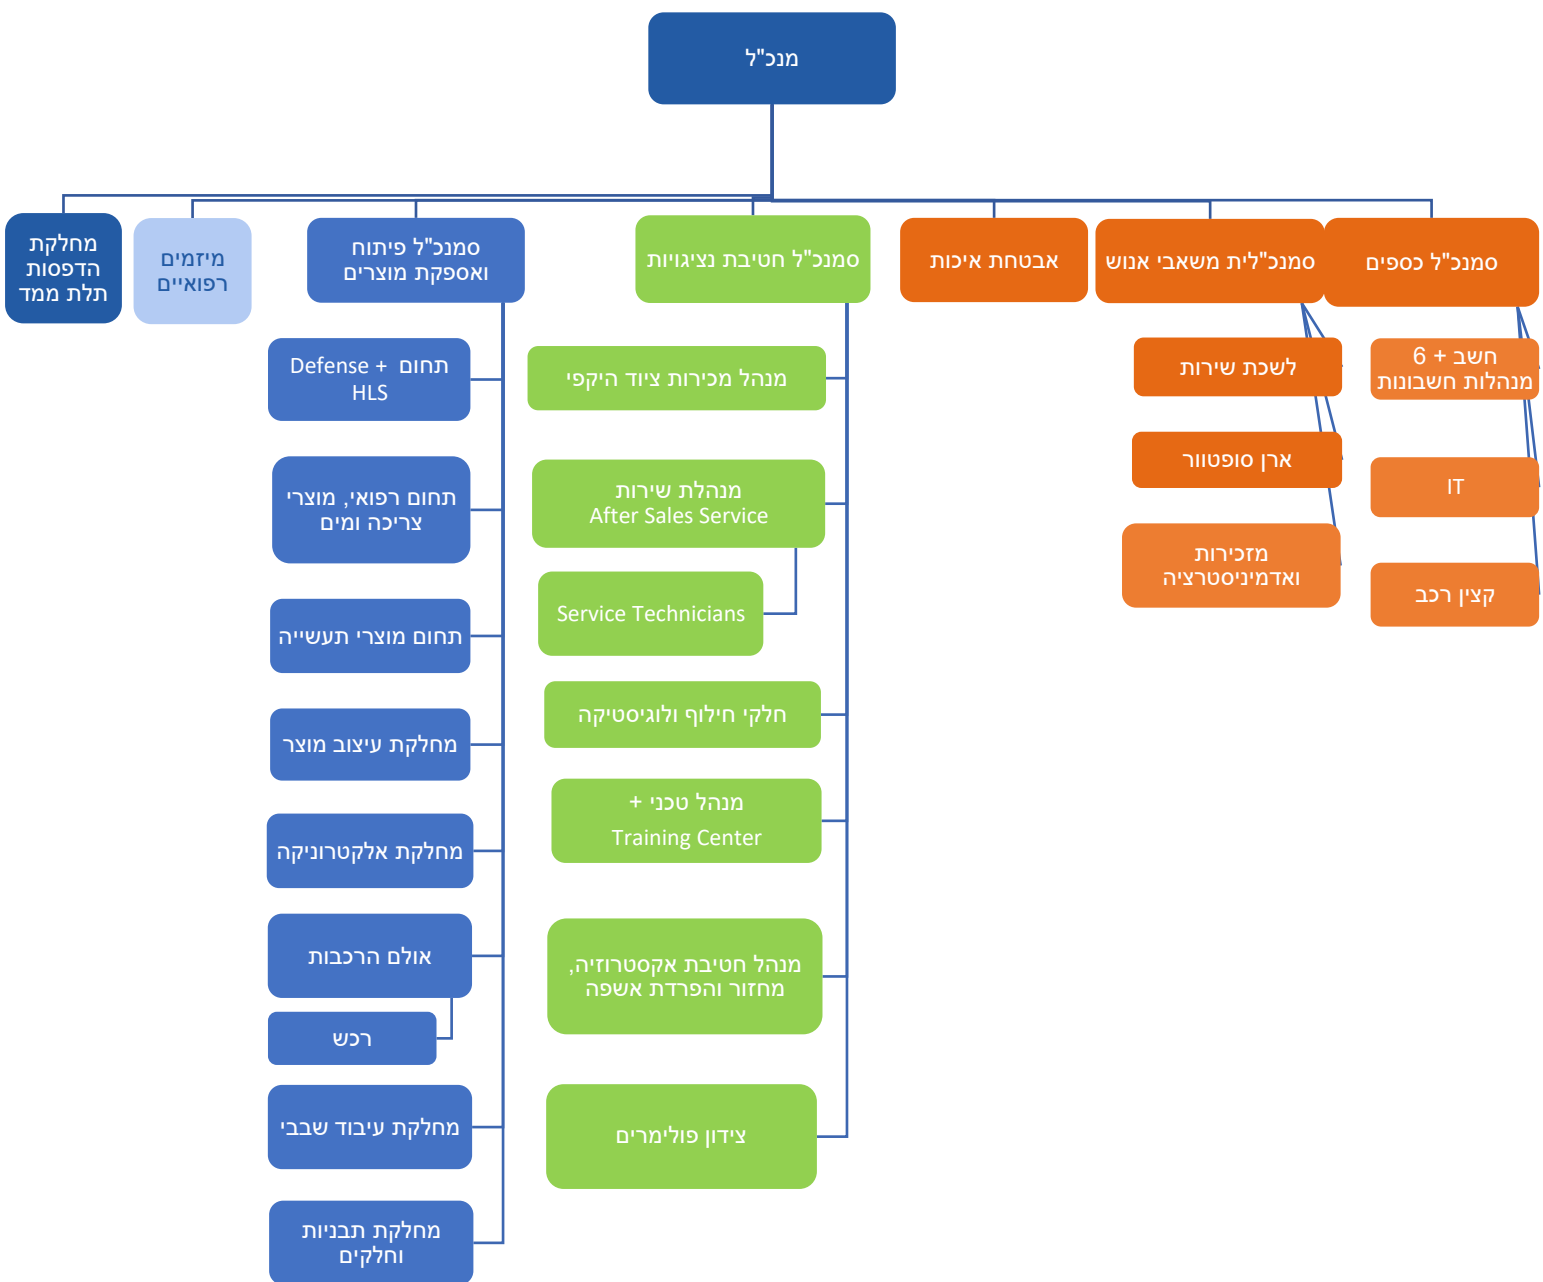 מנכ"ל
סמנכ"ל כספים
סמנכ"לית משאבי אנוש
אבטחת איכות
סמנכ"ל חטיבת נציגויות
סמנכ"ל פיתוח
ואספקת מוצרים
מיזמים
רפואיים
מחלקת
הדפסות
תלת ממד
חשב + 6
מנהלות חשבונות
IT
קצין רכב
לשכת שירות
ארן סופטוור
מזכירות
ואדמיניסטרציה
מנהל מכירות ציוד היקפי
מנהלת שירות
After Sales Service
Service Technicians
חלקי חילוף ולוגיסטיקה
מנהל טכני +
Training Center
מנהל חטיבת אקסטרוזיה,
מחזור והפרדת אשפה
צידון פולימרים
תחום Defense +
HLS
תחום רפואי, מוצרי
צריכה ומים
תחום מוצרי תעשייה
מחלקת עיצוב מוצר
מחלקת אלקטרוניקה
אולם הרכבות
רכש
מחלקת עיבוד שבבי
מחלקת תבניות
וחלקים